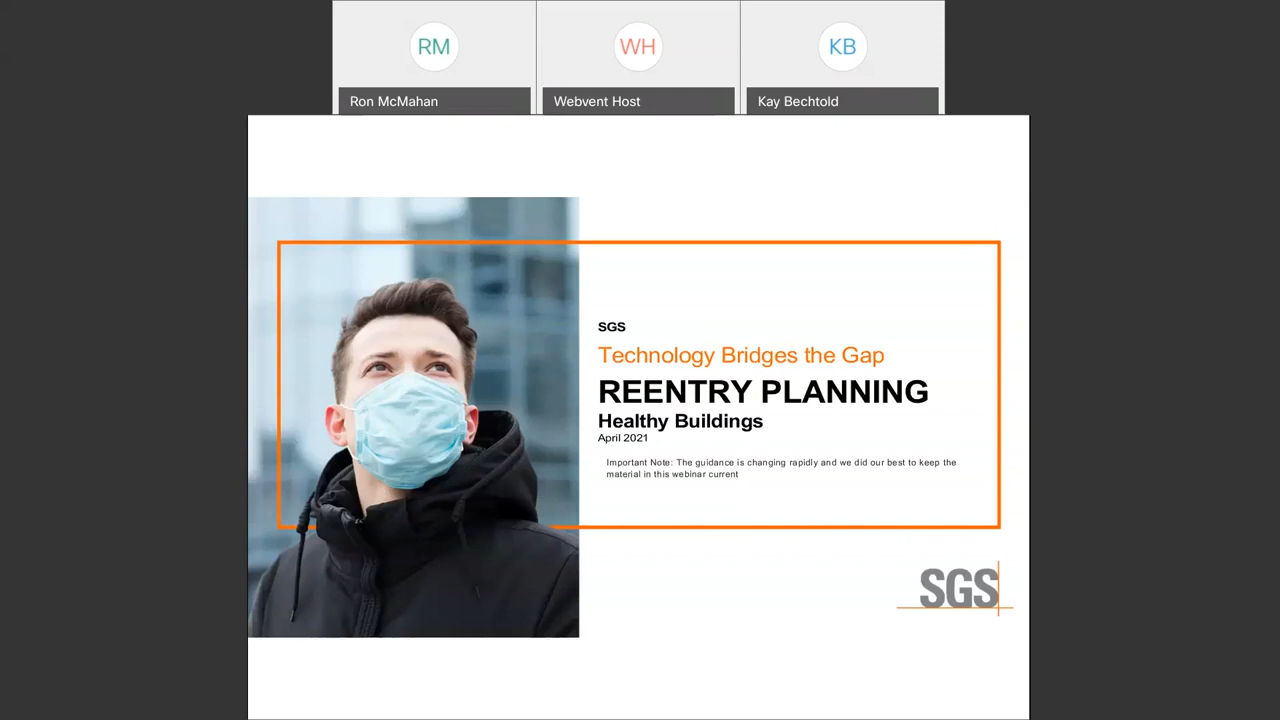 RM
WH
KB
Ron McMahan
Webvent Host
Kay Bechtold
SGS
Technology Bridges the Gap
REENTRY PLANNING
Healthy Buildings
April 2021
Important Note: The guidance is changing rapidly and we did our best to keep the
material in this webinar current
SGS